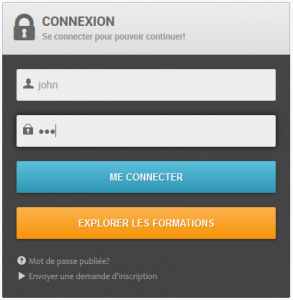 CONNEXION
Se connecter pour pouvoir continuer!
john
•••
ME CONNECTER
EXPLORER LES FORMATIONS
Mot de passe publiée?
Envoyer une demande d'inscription